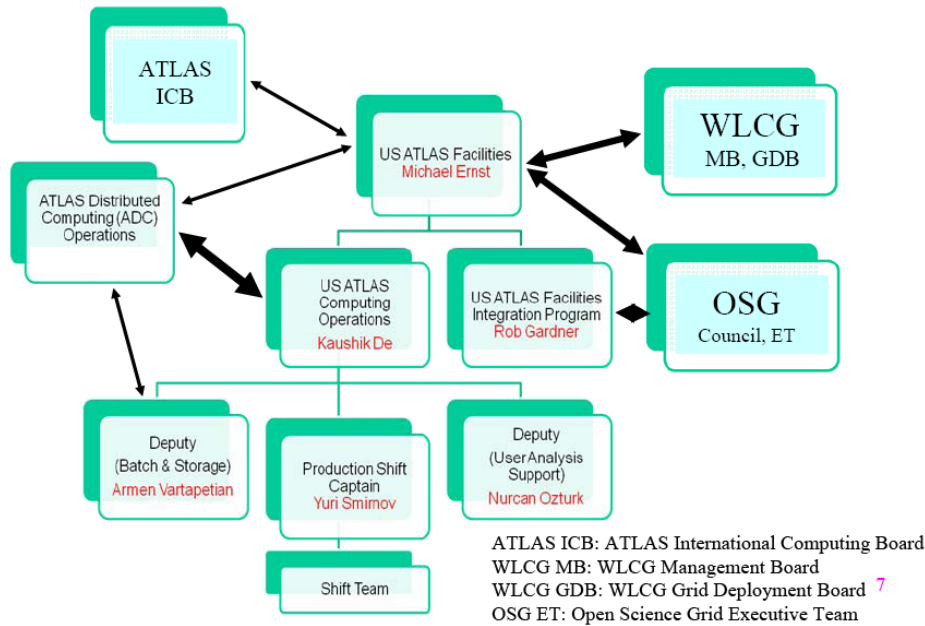 ATLAS
ICB
US ATLAS Facilities
Michael Ernst
WLCG
MB, GDB
ATLAS Distributed
Computing (ADC)
Operations
US ATLAS
Computing
Operations
Kaushik De
US ATLAS Facilities
Integration Program
Rob Gardner
OSG
Council, ET
Deputy
(Batch & Storage)
Armen Vartapetian
Production Shift
Captain
Yuri Smirnov
Deputy
(User Analysis
Support)
Nurcan Ozturk
Shift Team
ATLAS ICB: ATLAS International Computing Board
WLCG MB: WLCG Management Board
WLCG GDB: WLCG Grid Deployment Board 7
OSG ET: Open Science Grid Executive Team